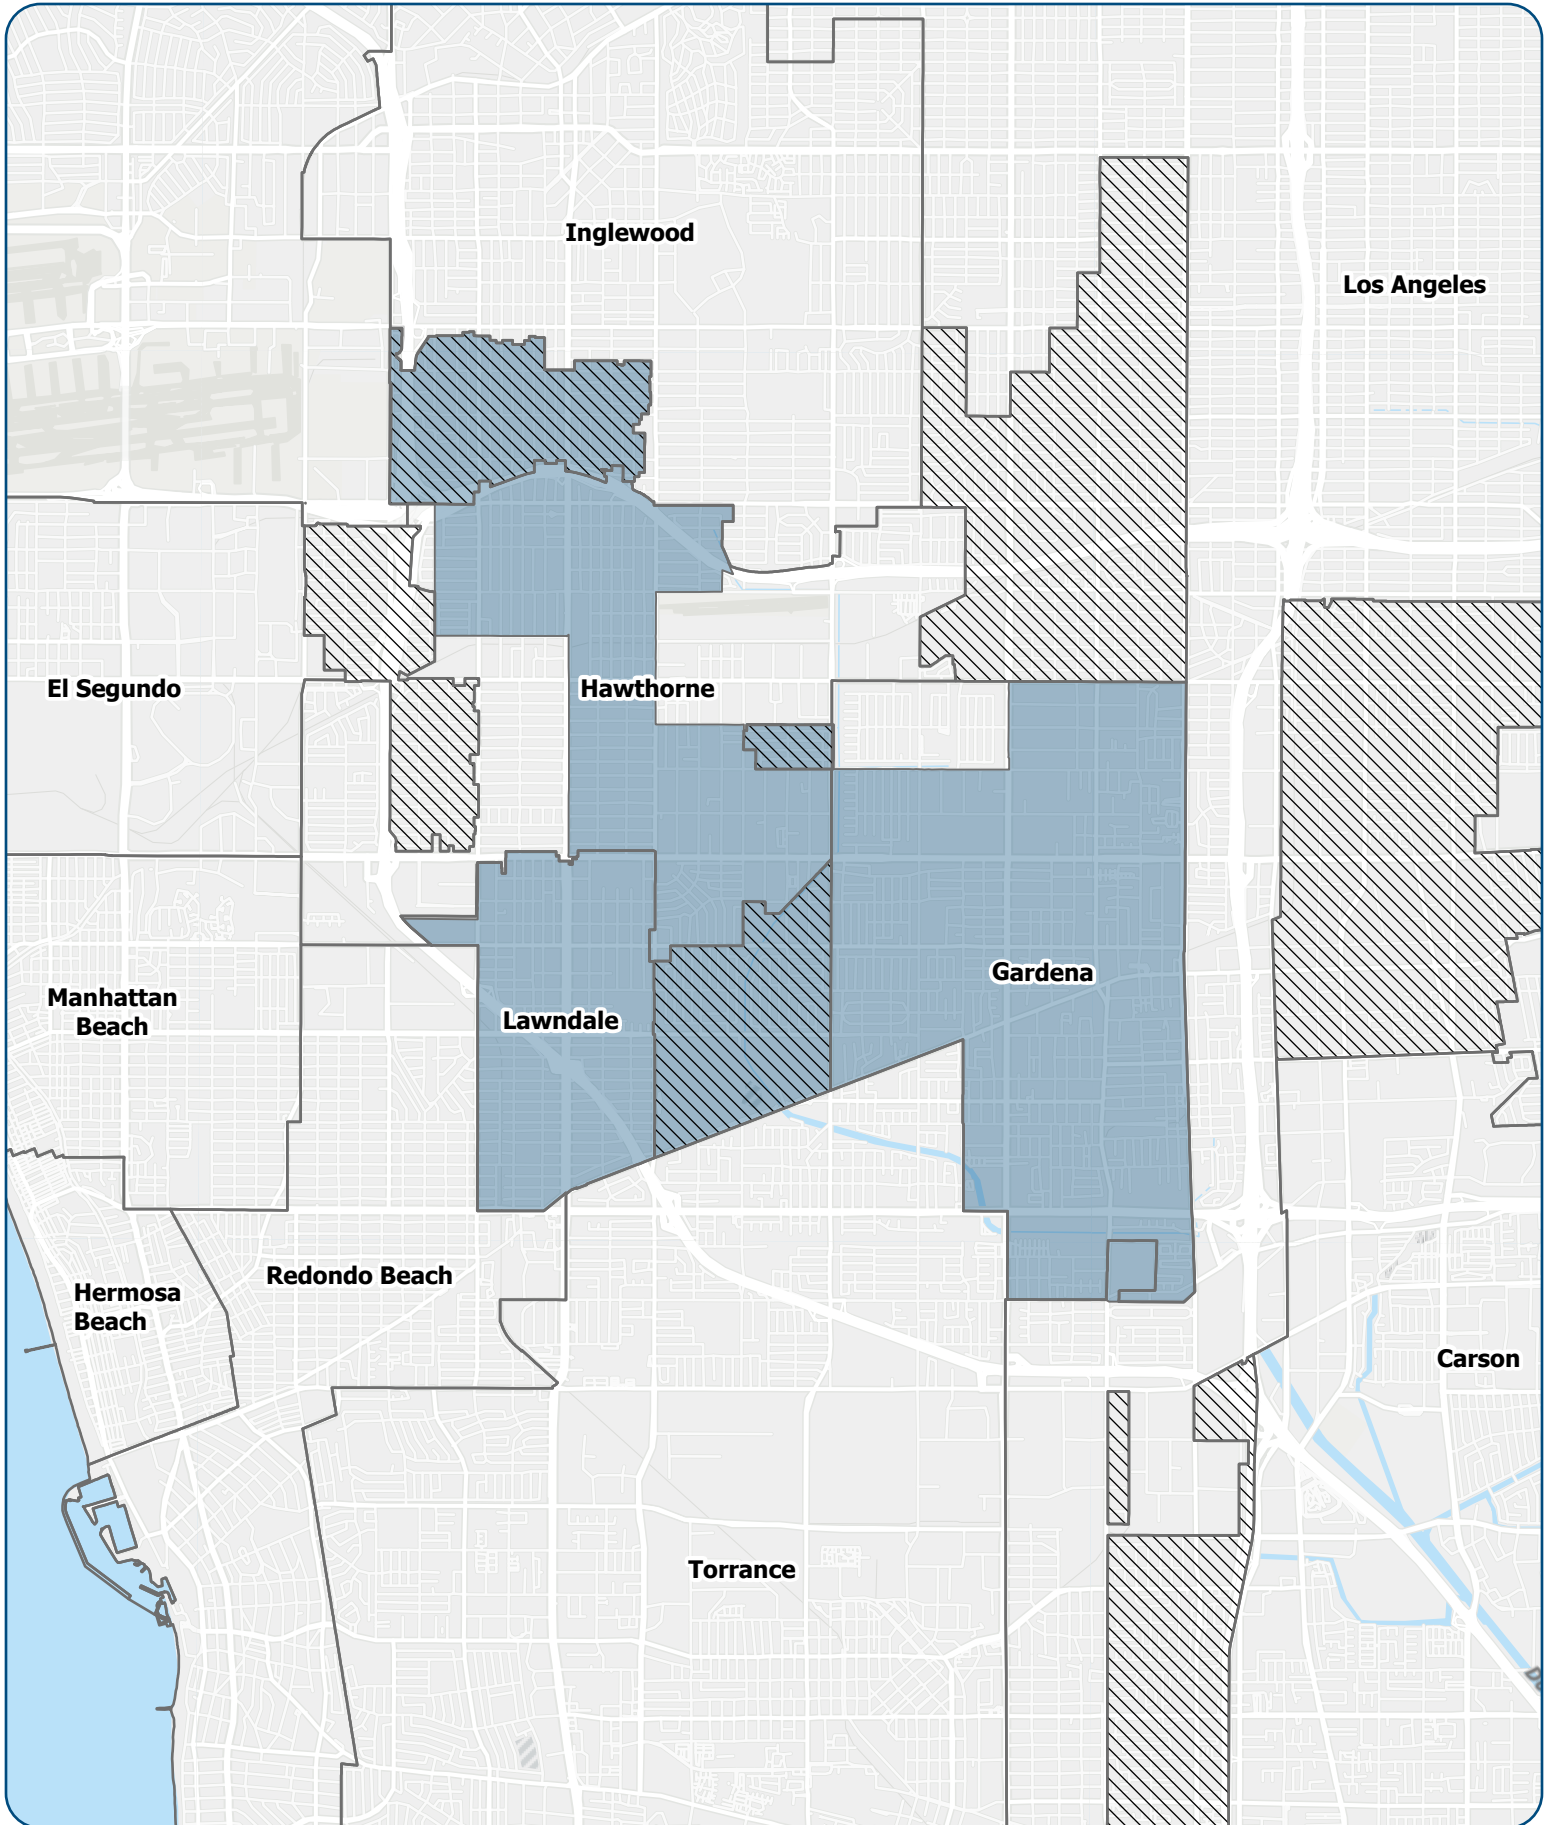 Inglewood
Los Angeles
El Segundo
Hawthorne
Gardena
Manhattan
Beach
Lawndale
Redondo Beach
Hermosa
Beach
Carson
Torrance